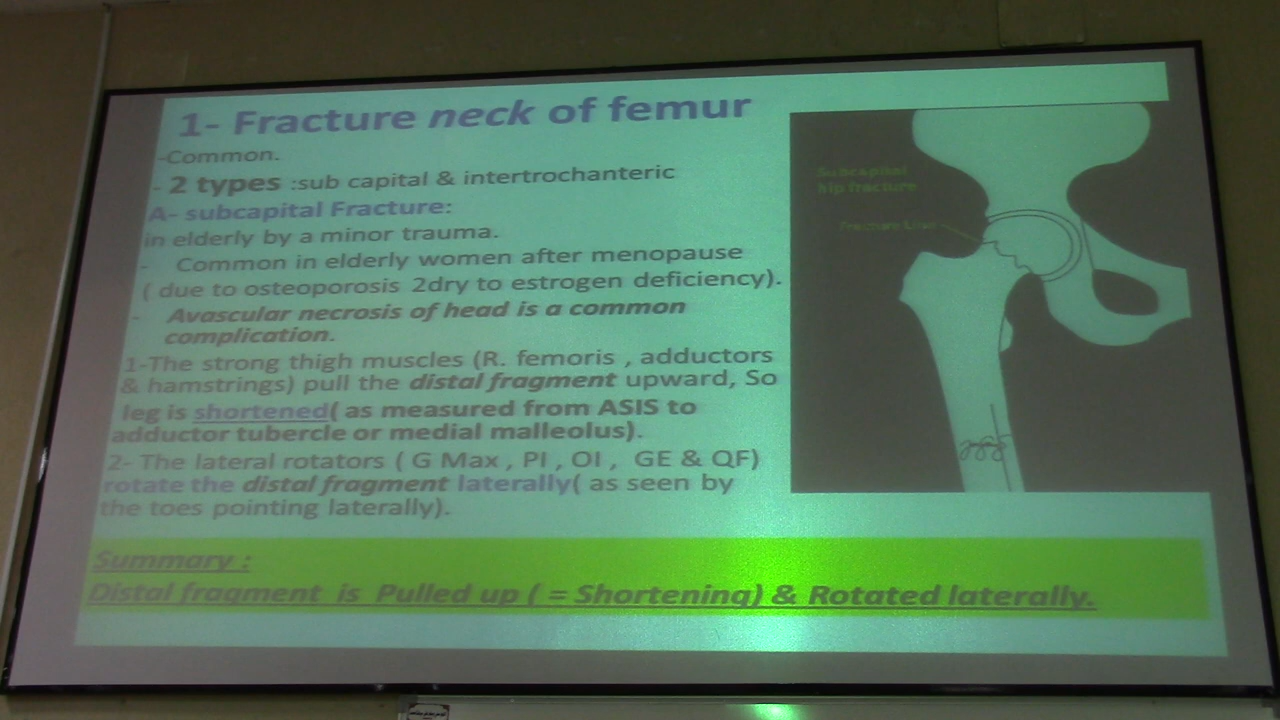 1- Fracture neck of femur
-Common.
- 2 types :sub capital & intertrochanteric
A- subcapital Fracture:
in elderly by a minor trauma.
- Common in elderly women after menopause
( due to osteoporosis 2dry to estrogen deficiency).
- Avascular necrosis of head is a common
complication.
1-The strong thigh muscles (R. femoris , adductors
& hamstrings) pull the distal fragment upward, So
leg is shortened( as measured from ASIS to
adductor tubercle or medial malleolus).
2- The lateral rotators ( G Max , PI , OI , GE & QF)
rotate the distal fragment laterally( as seen by
the toes pointing laterally).
Summary :
Distal fragment is Pulled up ( = Shortening) & Rotated laterally.
Subcapital
hip fracture
Fracture Line